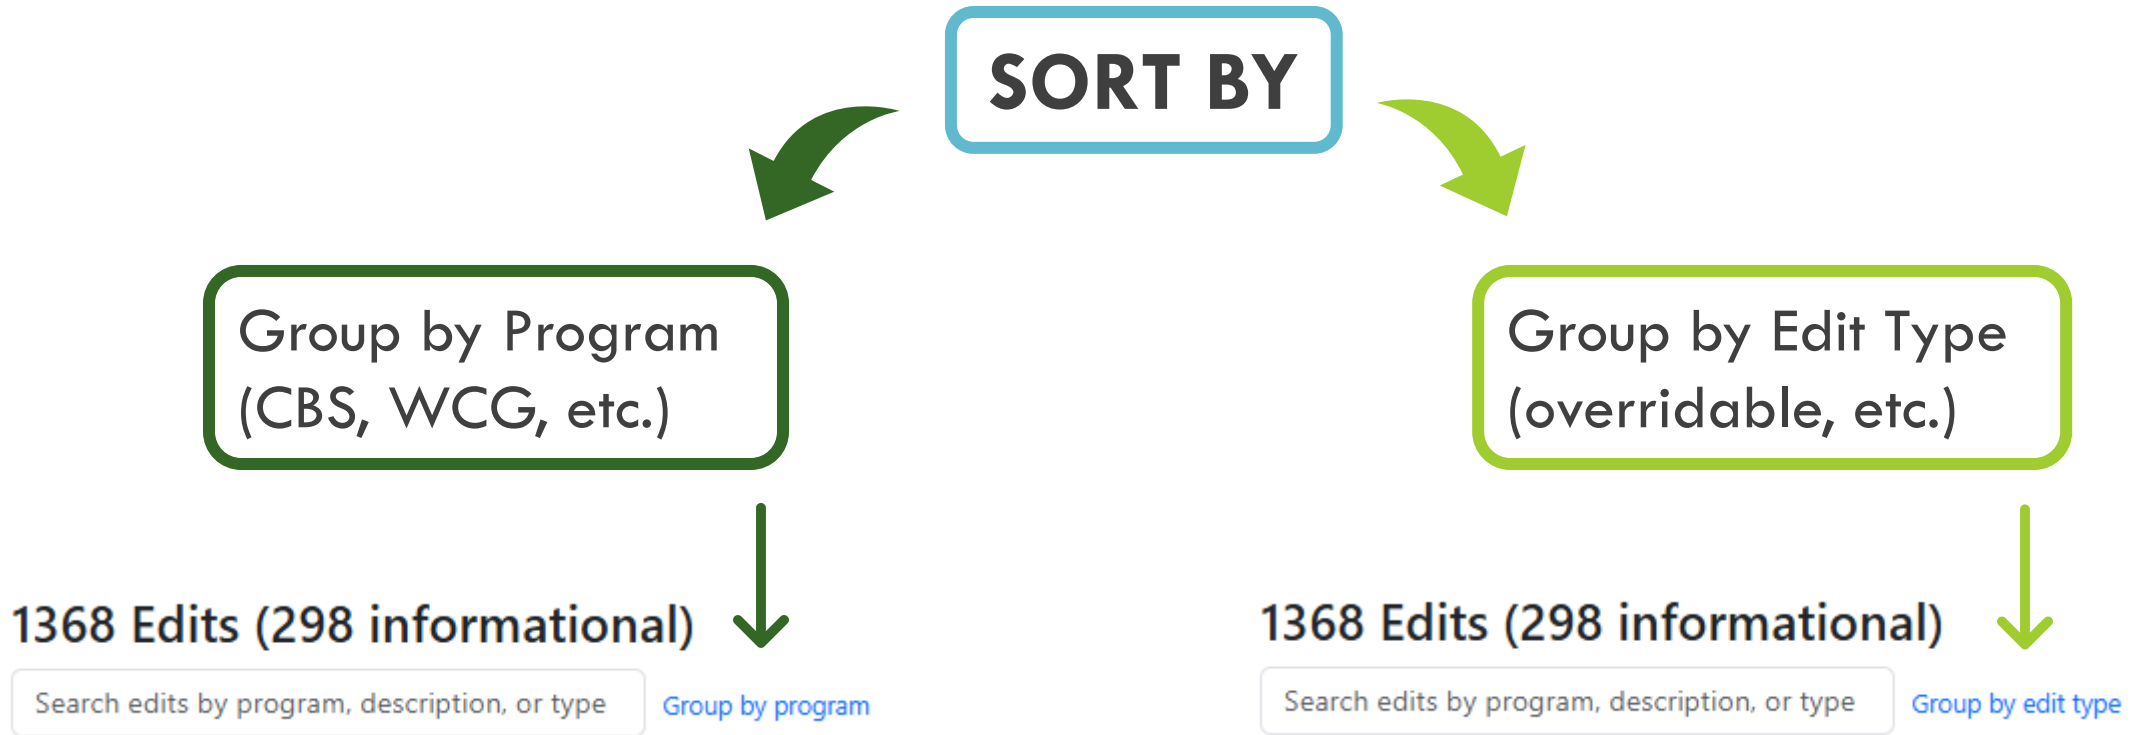 SORT BY
Group by Program
(CBS, WCG, etc.)
Group by Edit Type
(overridable, etc.)
1368 Edits (298 informational)
Search edits by program, description, or type
Group by program
1368 Edits (298 informational)
Search edits by program, description, or type
Group by edit type